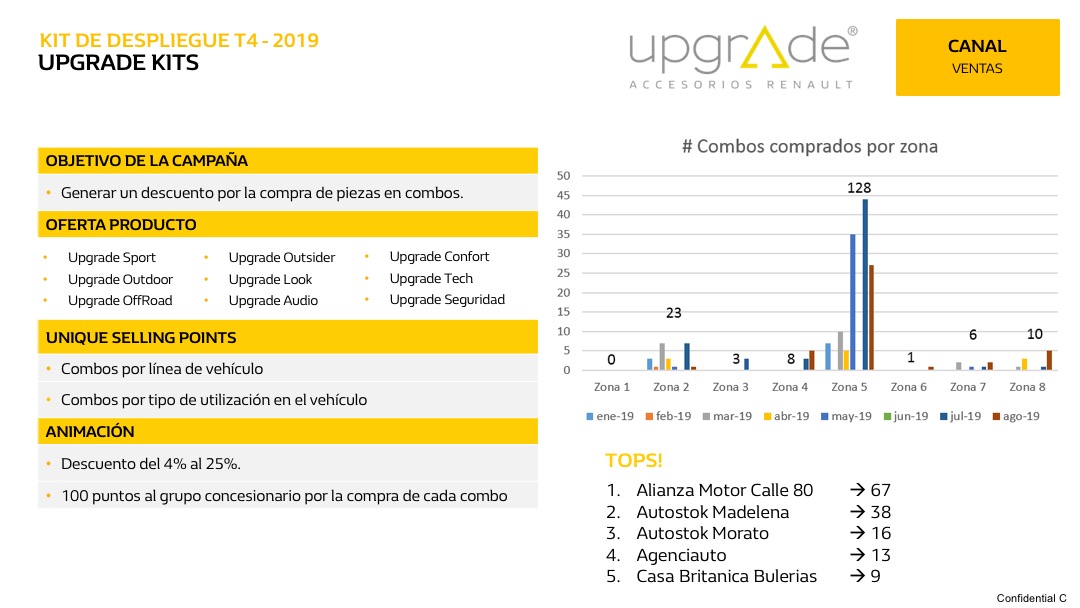 KIT DE DESPLIEGUE T4 - 2019
UPGRADE KITS
upgrade®
ACCESORIOS RENAULT
CANAL
VENTAS
OBJETIVO DE LA CAMPAÑA
• Generar un descuento por la compra de piezas en combos.
OFERTA PRODUCTO
• Upgrade Sport
• Upgrade Outdoor
• Upgrade OffRoad
• Upgrade Outsider
• Upgrade Look
• Upgrade Audio
• Upgrade Confort
• Upgrade Tech
• Upgrade Seguridad
UNIQUE SELLING POINTS
• Combos por línea de vehículo
• Combos por tipo de utilización en el vehículo
ANIMACIÓN
• Descuento del 4% al 25%.
• 100 puntos al grupo concesionario por la compra de cada combo
# Combos comprados por zona
50
45
40
35
30
25
20
15
10
5
0
0 23 3 8 128 1 6 10
Zona 1 Zona 2 Zona 3 Zona 4 Zona 5 Zona 6 Zona 7 Zona 8
ene-19 feb-19 mar-19 abr-19 may-19 jun-19 jul-19 ago-19
TOPS!
1. Alianza Motor Calle 80 → 67
2. Autostok Madelena → 38
3. Autostok Morato → 16
4. Agenciauto → 13
5. Casa Britanica Bulerias → 9
Confidential C